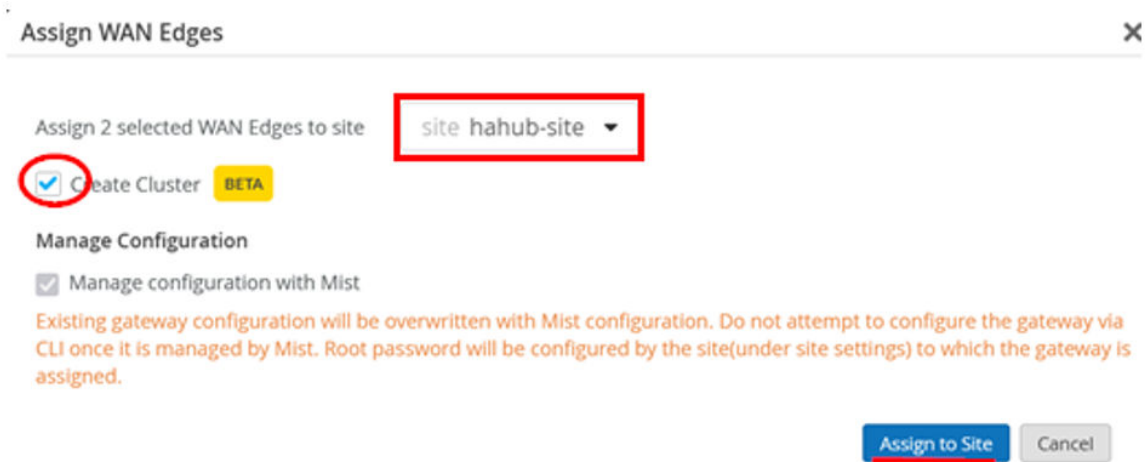 Assign WAN Edges
Assign 2 selected WAN Edges to site
site hahub-site
Create Cluster BETA
Manage Configuration
Manage configuration with Mist
Existing gateway configuration will be overwritten with Mist configuration. Do not attempt to configure the gateway via
CLI once it is managed by Mist. Root password will be configured by the site(under site settings) to which the gateway is
assigned.
Assign to Site
Cancel